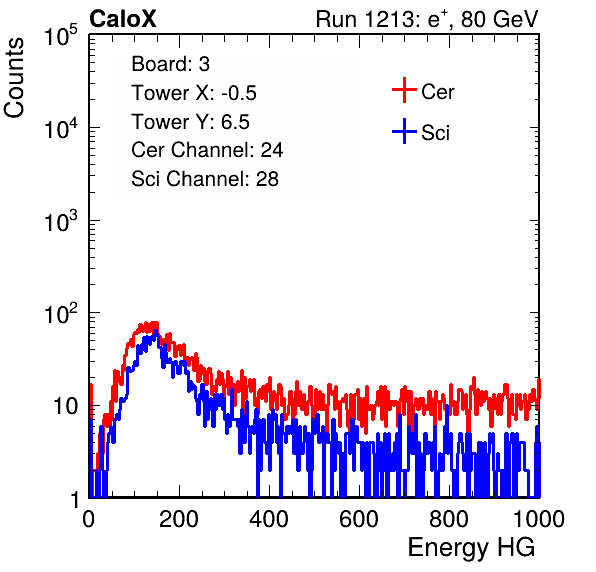 CaloX Run 1213: e⁺, 80 GeV
Counts
10⁵
10⁴
10³
10²
10
1
Board: 3
Tower X: -0.5
Tower Y: 6.5
Cer Channel: 24
Sci Channel: 28
Cer
Sci
0 200 400 600 800 1000
Energy HG